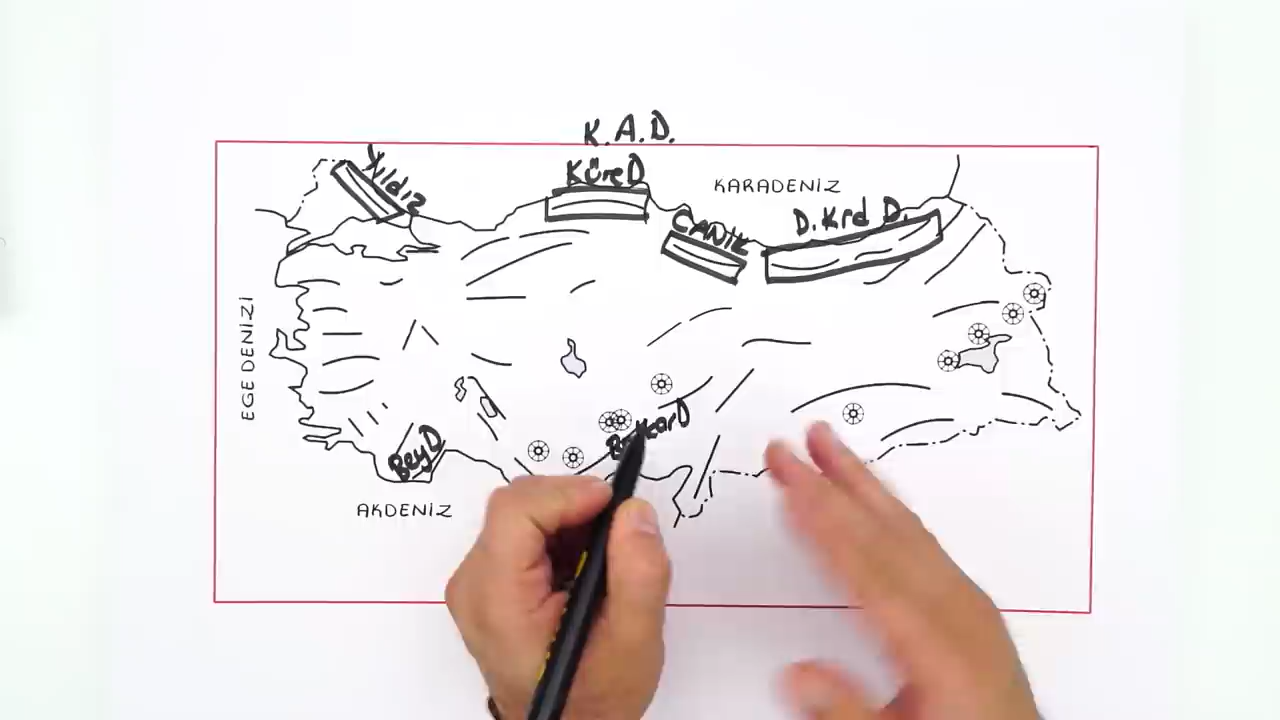 K.A.D.
Yıldız
KüreD
KARADENİZ
CANİK
D. Krd D.
EGE DENİZİ
BeyD
AKDENİZ